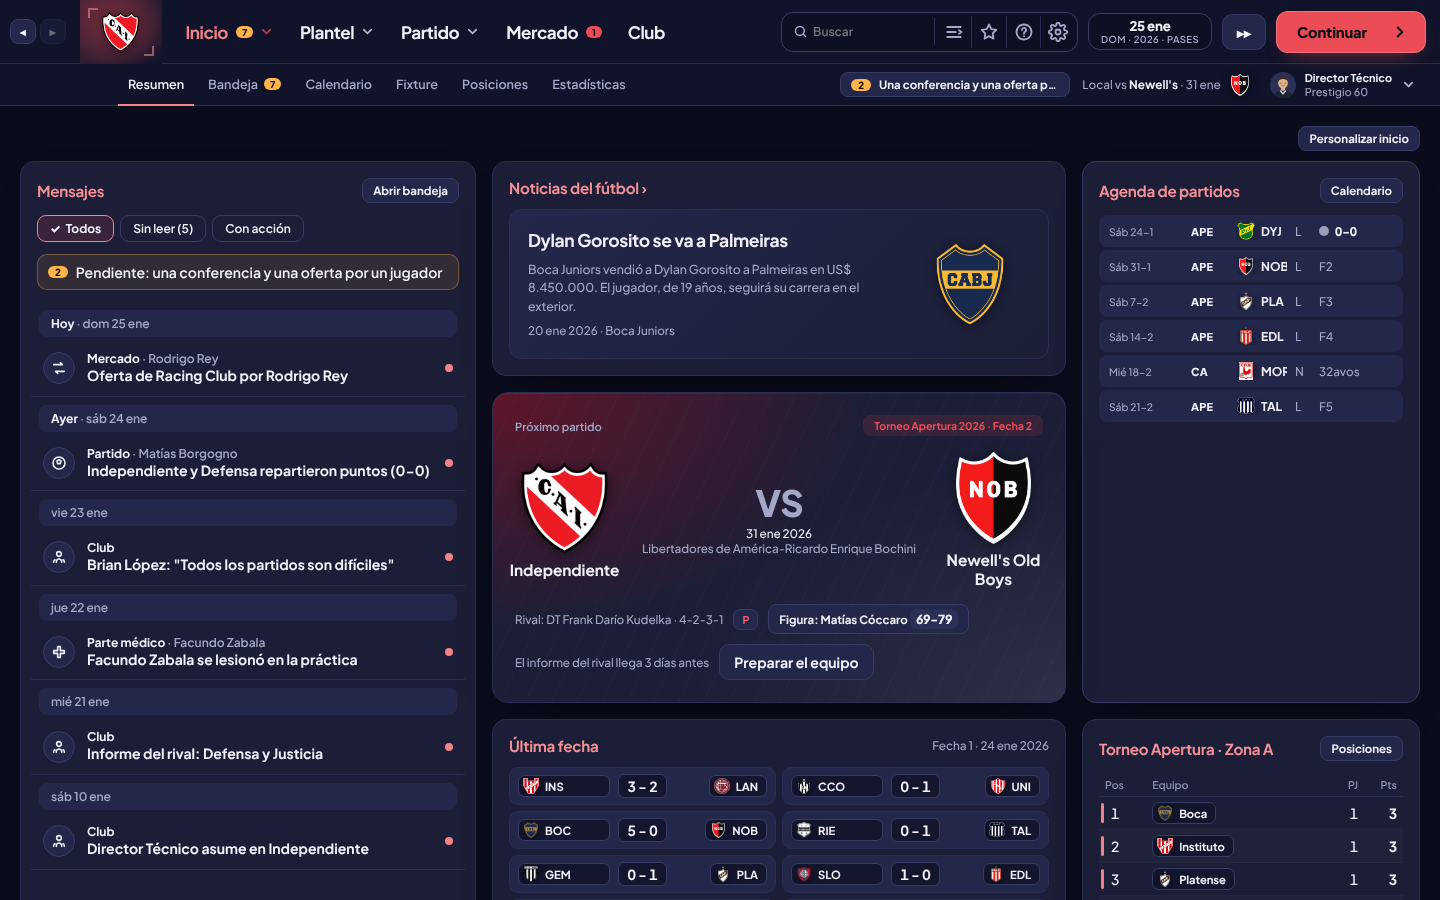 Inicio 7
Plantel
Partido
Mercado 1
Club
Buscar
25 ene
DOM · 2026 · PASES
Continuar
Resumen
Bandeja 7
Calendario
Fixture
Posiciones
Estadísticas
2 Una conferencia y una oferta p...
Local vs Newell's · 31 ene
Director Técnico
Prestigio 60
Personalizar inicio
Mensajes
Abrir bandeja
Todos
Sin leer (5)
Con acción
2 Pendiente: una conferencia y una oferta por un jugador
Hoy · dom 25 ene
Mercado · Rodrigo Rey
Oferta de Racing Club por Rodrigo Rey
Ayer · sáb 24 ene
Partido · Matías Borgogno
Independiente y Defensa repartieron puntos (0-0)
vie 23 ene
Club
Brian López: "Todos los partidos son difíciles"
jue 22 ene
Parte médico · Facundo Zabala
Facundo Zabala se lesionó en la práctica
mié 21 ene
Club
Informe del rival: Defensa y Justicia
sáb 10 ene
Club
Director Técnico asume en Independiente
Noticias del fútbol ›
Dylan Gorosito se va a Palmeiras
Boca Juniors vendió a Dylan Gorosito a Palmeiras en US$
8.450.000. El jugador, de 19 años, seguirá su carrera en el
exterior.
20 ene 2026 · Boca Juniors
CABJ
Próximo partido
Torneo Apertura 2026 · Fecha 2
C.A.I.
NOB
VS
31 ene 2026
Libertadores de América-Ricardo Enrique Bochini
Independiente
Newell's Old
Boys
Rival: DT Frank Darío Kudelka · 4-2-3-1 P Figura: Matías Cóccaro 69-79
El informe del rival llega 3 días antes
Preparar el equipo
Última fecha
Fecha 1 · 24 ene 2026
INS 3 - 2 LAN
CCO 0 - 1 UNI
BOC 5 - 0 NOB
RIE 0 - 1 TAL
GEM 0 - 1 PLA
SLO 1 - 0 EDL
Agenda de partidos
Calendario
Sáb 24-1 APE DYJ L 0-0
Sáb 31-1 APE NOB L F2
Sáb 7-2 APE PLA L F3
Sáb 14-2 APE EDL L F4
Mié 18-2 CA MOR N 32avos
Sáb 21-2 APE TAL L F5
Torneo Apertura · Zona A
Posiciones
Pos Equipo PJ Pts
1 Boca 1 3
2 Instituto 1 3
3 Platense 1 3